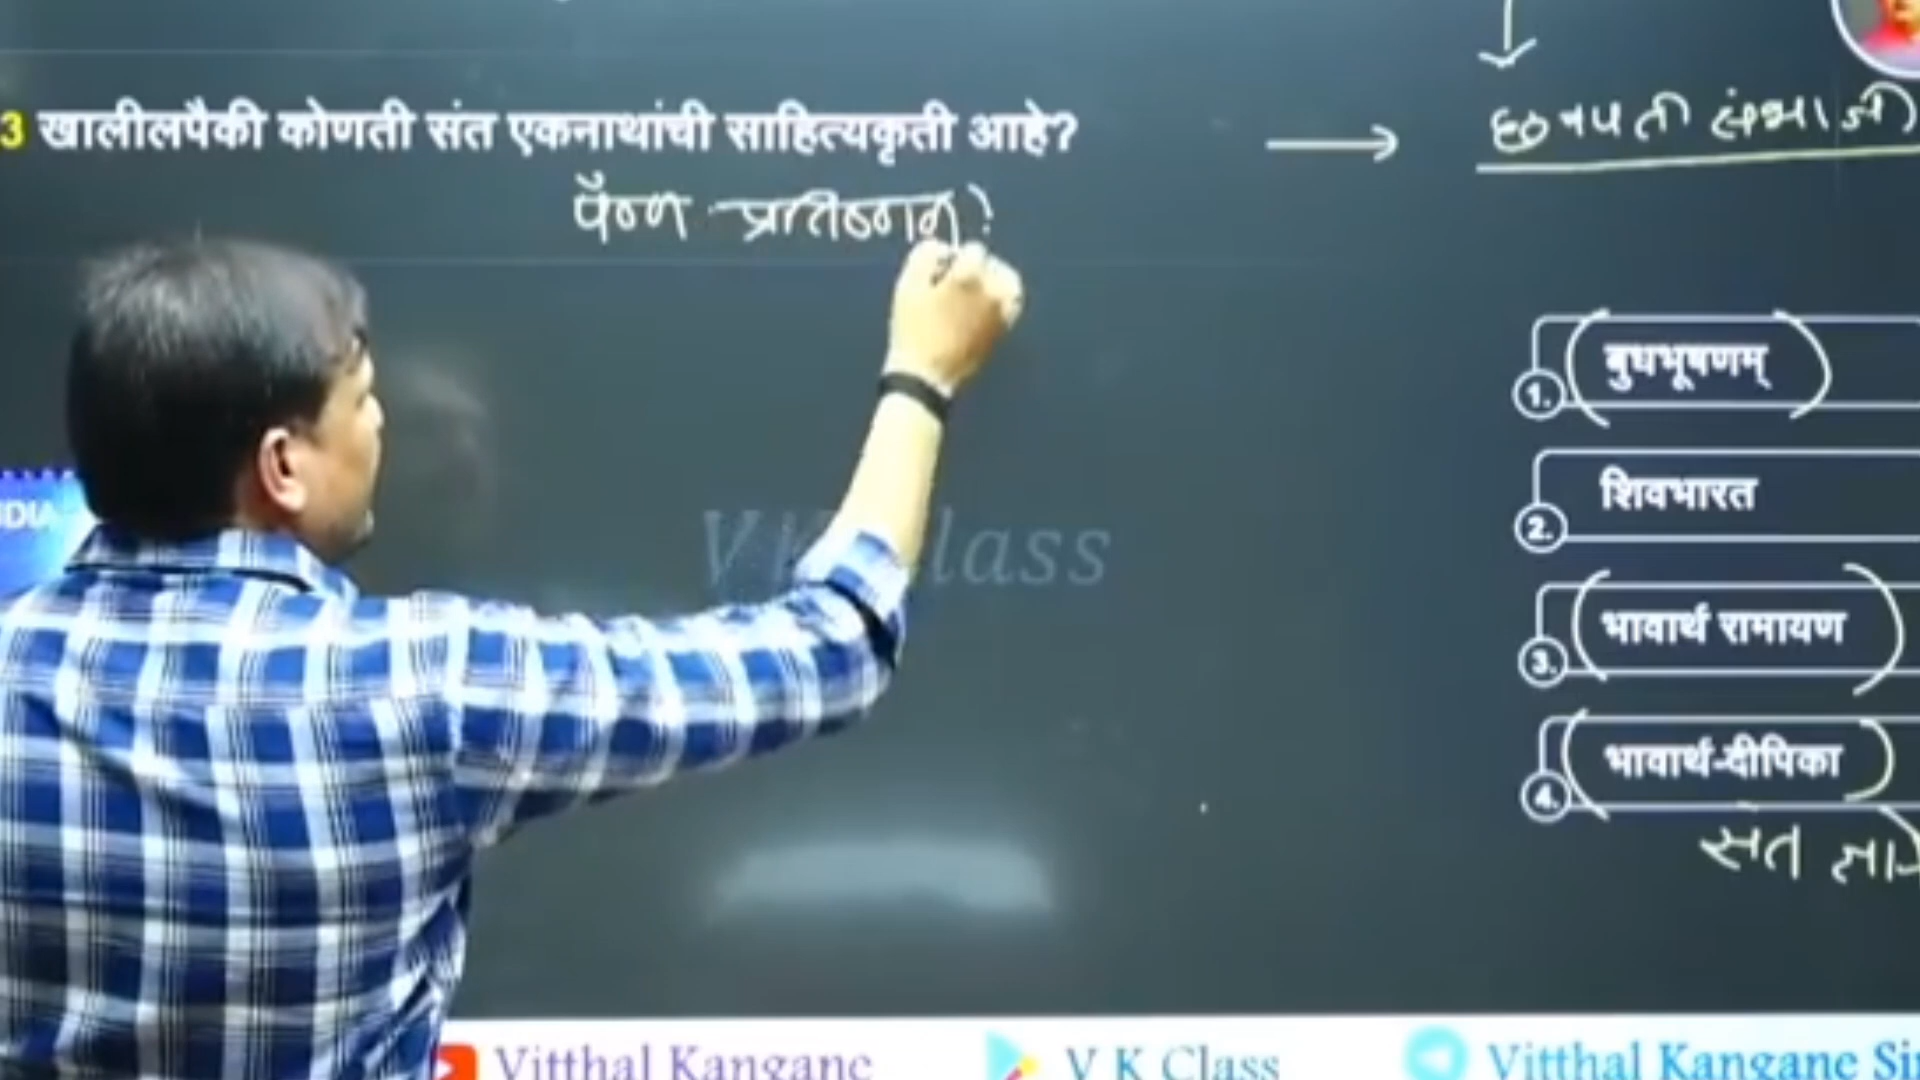 3 खालीलपैकी कोणती संत एकनाथांची साहित्यकृती आहे?
छत्रपती संभाजी
पैठण प्रतिष्ठान?
1. बुधभूषणम्
2. शिवभारत
3. भावार्थ रामायण
4. भावार्थ-दीपिका
संत ज्ञा
V K Class
Vitthal Kangane
V K Class
Vitthal Kangane Sir